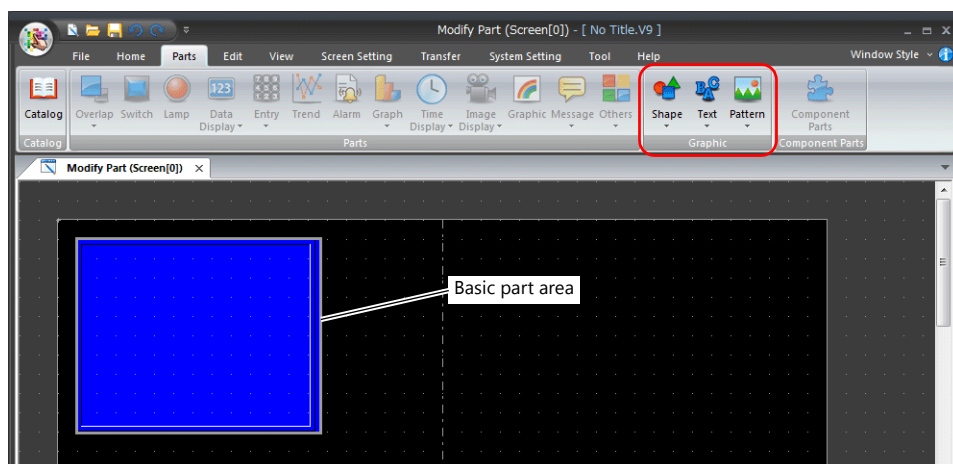 Modify Part (Screen[0]) - [ No Title.V9 ]
File Home Parts Edit View Screen Setting Transfer System Setting Tool Help Window Style
123
Catalog Overlap Switch Lamp Data Display Entry Trend Alarm Graph Time Display Image Display Graphic Message Others Shape Text Pattern Component Parts
Catalog Parts Graphic Component Parts
Modify Part (Screen[0]) ×
Basic part area